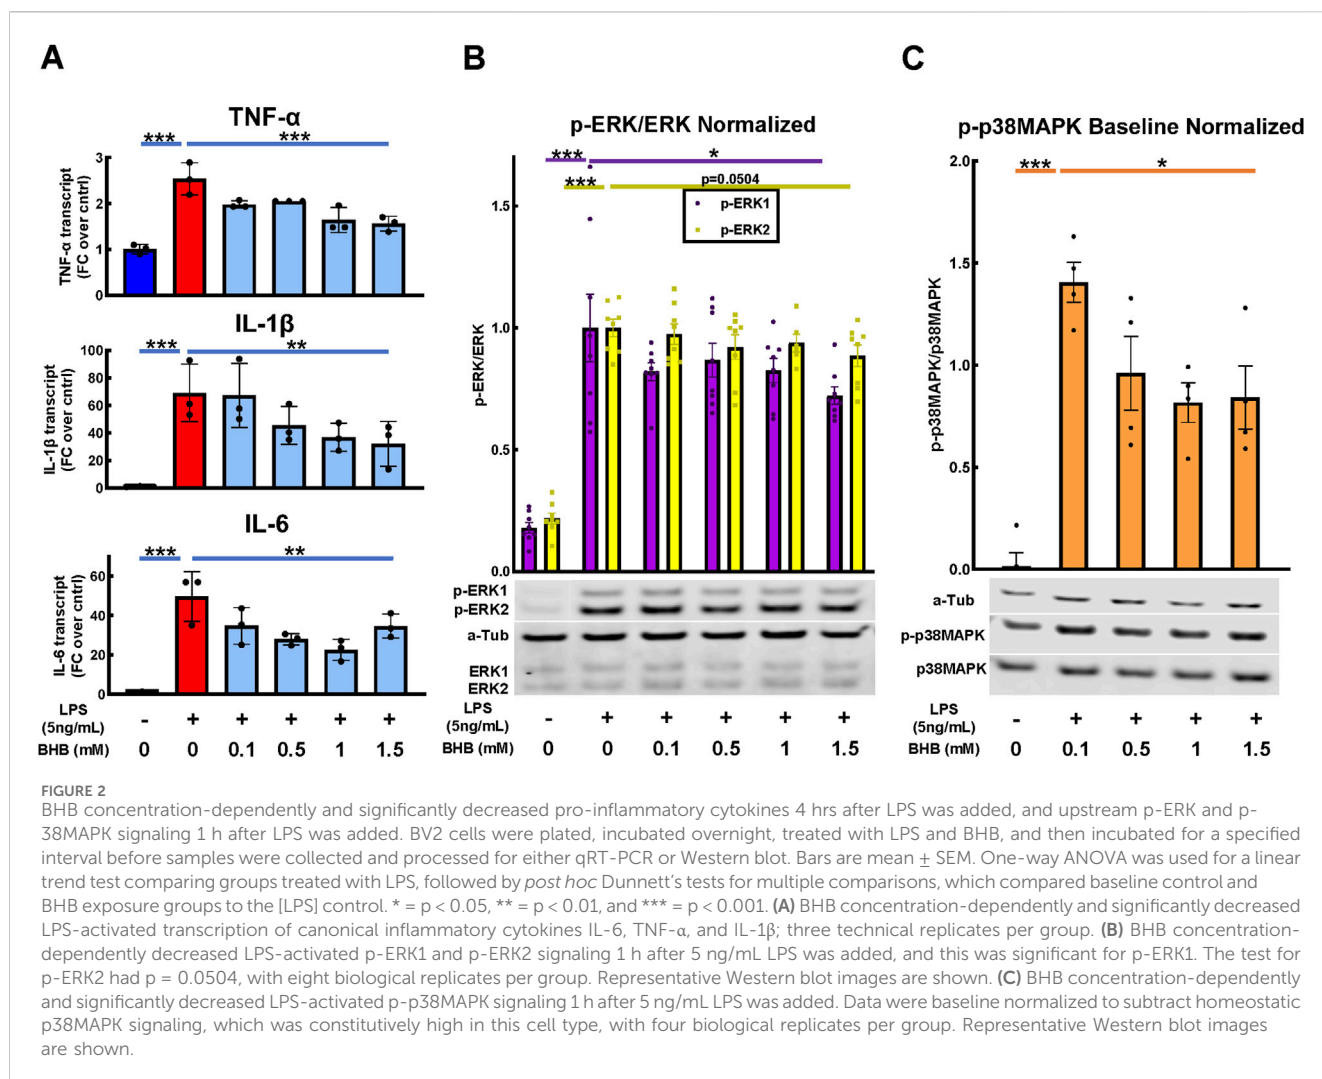 A
B
C
TNF-α
***
***
TNF-α transcript
(FC over cntrl)
3
2
1
0
IL-1β
***
**
IL-1β transcript
(FC over cntrl)
100
80
60
40
20
0
IL-6
***
**
IL-6 transcript
(FC over cntrl)
60
40
20
0
LPS
(5ng/mL)
- + + + + +
BHB (mM) 0 0 0.1 0.5 1 1.5
p-ERK/ERK Normalized
***
*
***
p=0.0504
p-ERK1
p-ERK2
p-ERK/ERK
1.5
1.0
0.5
0.0
p-ERK1
p-ERK2
a-Tub
ERK1
ERK2
LPS
(5ng/mL)
- + + + + +
BHB (mM) 0 0 0.1 0.5 1 1.5
p-p38MAPK Baseline Normalized
***
*
p-p38MAPK/p38MAPK
2.0
1.5
1.0
0.5
0.0
a-Tub
p-p38MAPK
p38MAPK
LPS
(5ng/mL)
- + + + +
BHB (mM) 0 0.1 0.5 1 1.5
FIGURE 2
BHB concentration-dependently and significantly decreased pro-inflammatory cytokines 4 hrs after LPS was added, and upstream p-ERK and p-
38MAPK signaling 1 h after LPS was added. BV2 cells were plated, incubated overnight, treated with LPS and BHB, and then incubated for a specified
interval before samples were collected and processed for either qRT-PCR or Western blot. Bars are mean ± SEM. One-way ANOVA was used for a linear
trend test comparing groups treated with LPS, followed by post hoc Dunnett's tests for multiple comparisons, which compared baseline control and
BHB exposure groups to the [LPS] control. * = p < 0.05, ** = p < 0.01, and *** = p < 0.001. (A) BHB concentration-dependently and significantly decreased
LPS-activated transcription of canonical inflammatory cytokines IL-6, TNF-α, and IL-1β; three technical replicates per group. (B) BHB concentration-
dependently decreased LPS-activated p-ERK1 and p-ERK2 signaling 1 h after 5 ng/mL LPS was added, and this was significant for p-ERK1. The test for
p-ERK2 had p = 0.0504, with eight biological replicates per group. Representative Western blot images are shown. (C) BHB concentration-dependently
and significantly decreased LPS-activated p-p38MAPK signaling 1 h after 5 ng/mL LPS was added. Data were baseline normalized to subtract homeostatic
p38MAPK signaling, which was constitutively high in this cell type, with four biological replicates per group. Representative Western blot images
are shown.